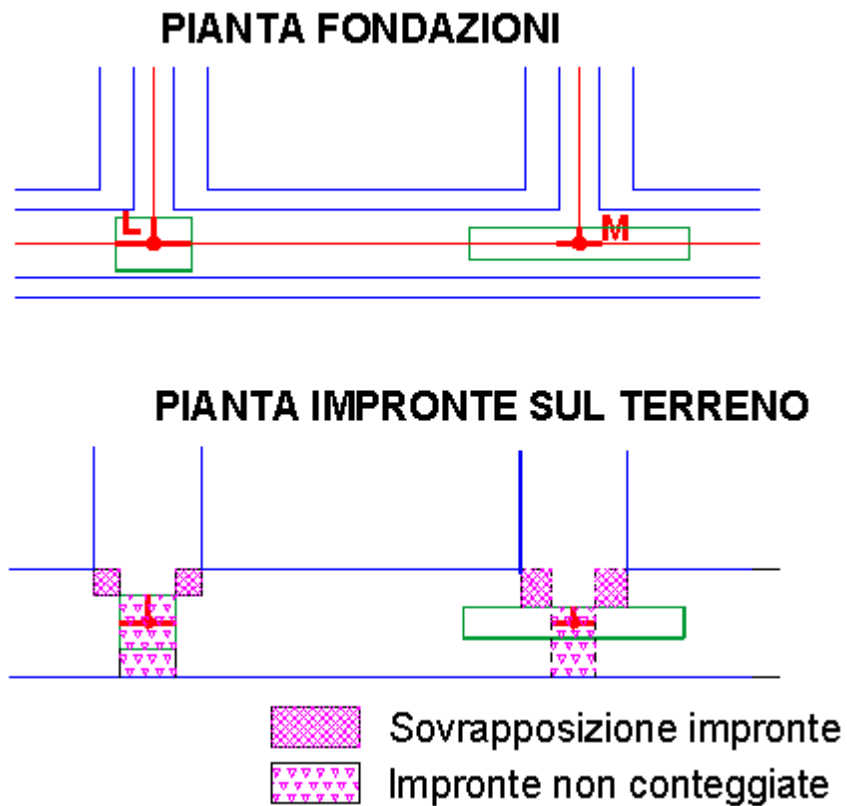 PIANTA FONDAZIONI
L
M
PIANTA IMPRONTE SUL TERRENO
Sovrapposizione impronte
Impronte non conteggiate